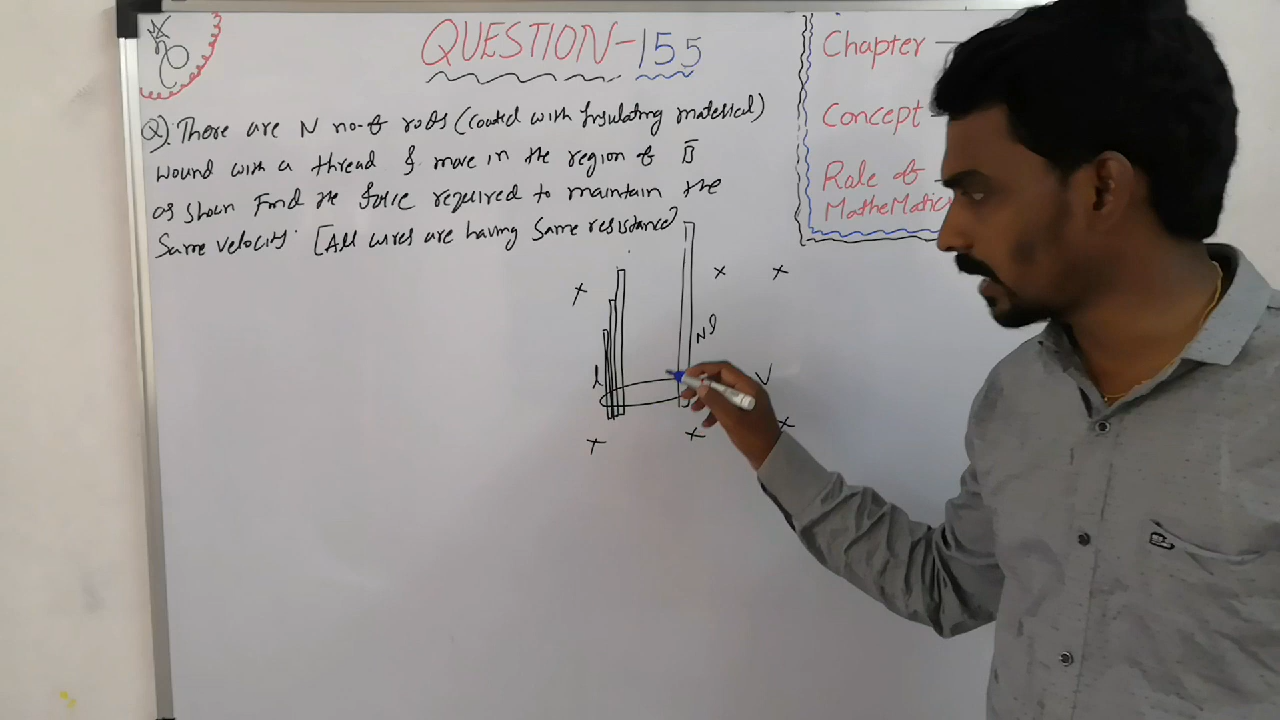 QUESTION-155
Chapter -
Concept -
Role of -
MatheMatic
Q) There are N no. of rods (coated with Insulating material)
wound with a thread & move in the region of B
as shown Find the force required to maintain the
same velocity. [All wires are having same resistance]
x x x
l Nl
V
x x x